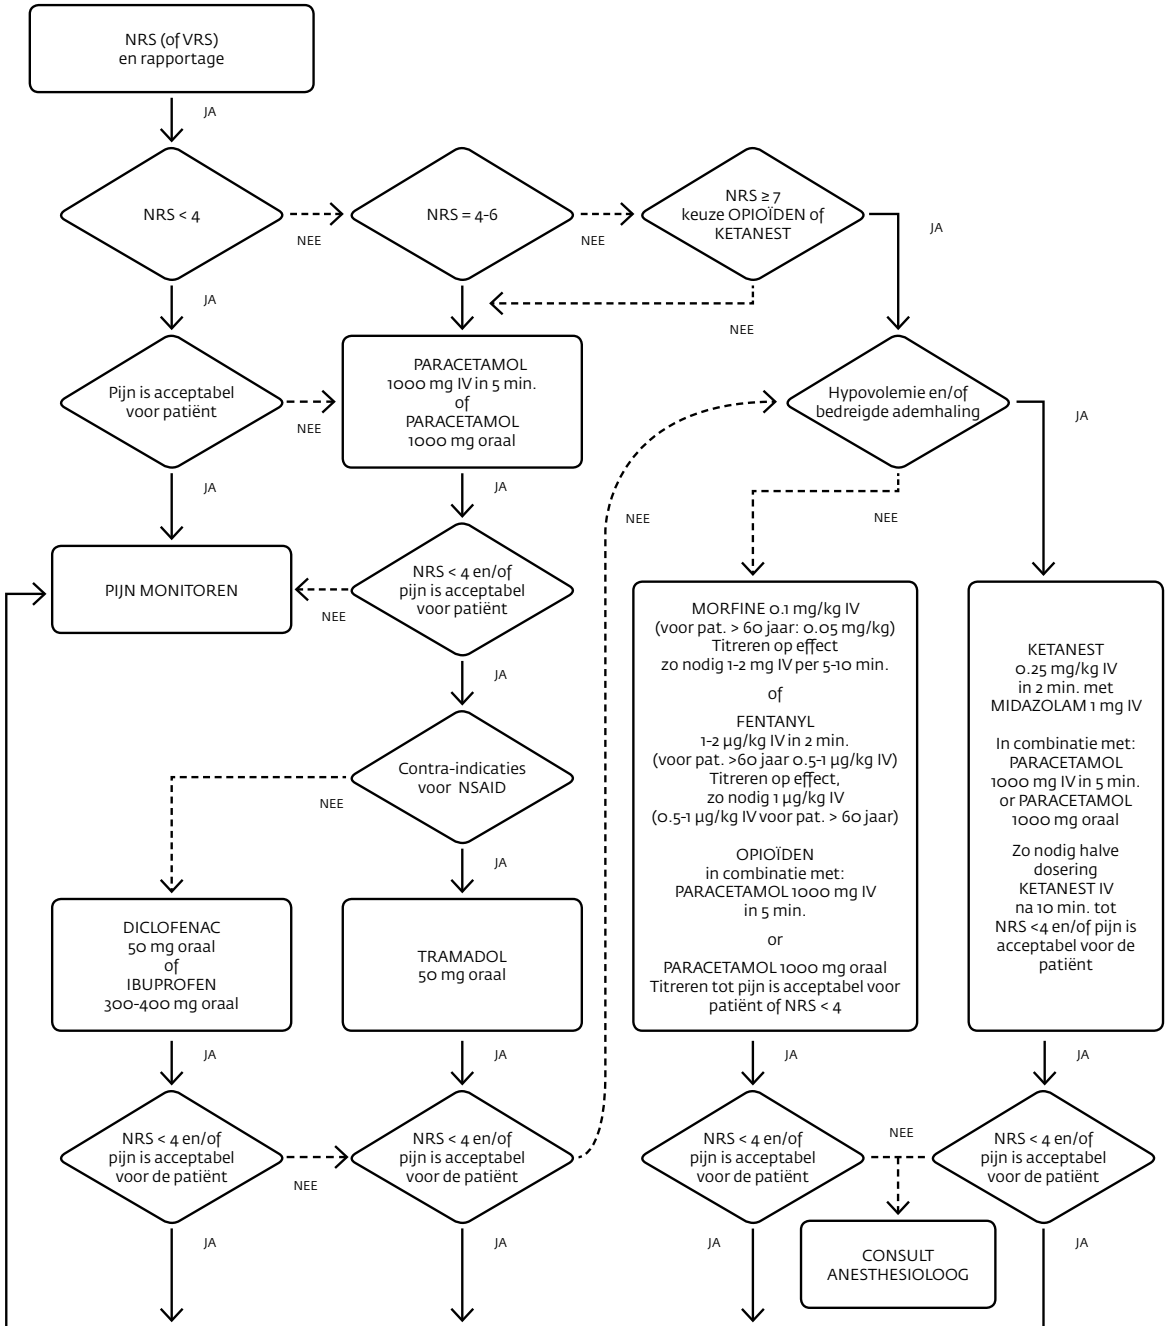 NRS (of VRS)
en rapportage
JA
NRS < 4
NEE
NRS = 4-6
NEE
NRS ≥ 7
keuze OPIOÏDEN of
KETANEST
JA
JA
NEE
Pijn is acceptabel
voor patiënt
NEE
PARACETAMOL
1000 mg IV in 5 min.
of
PARACETAMOL
1000 mg oraal
Hypovolemie en/of
bedreigde ademhaling
JA
JA
JA
NEE
NEE
PIJN MONITOREN
NEE
NRS < 4 en/of
pijn is acceptabel
voor patiënt
JA
MORFINE 0.1 mg/kg IV
(voor pat. > 60 jaar: 0.05 mg/kg)
Titreren op effect
zo nodig 1-2 mg IV per 5-10 min.
of
FENTANYL
1-2 µg/kg IV in 2 min.
(voor pat. >60 jaar 0.5-1 µg/kg IV)
Titreren op effect,
zo nodig 1 µg/kg IV
(0.5-1 µg/kg IV voor pat. > 60 jaar)
OPIOÏDEN
in combinatie met:
PARACETAMOL 1000 mg IV
in 5 min.
or
PARACETAMOL 1000 mg oraal
Titreren tot pijn is acceptabel voor
patiënt of NRS < 4
KETANEST
0.25 mg/kg IV
in 2 min. met
MIDAZOLAM 1 mg IV
In combinatie met:
PARACETAMOL
1000 mg IV in 5 min.
or PARACETAMOL
1000 mg oraal
Zo nodig halve
dosering
KETANEST IV
na 10 min. tot
NRS <4 en/of pijn is
acceptabel voor de
patiënt
Contra-indicaties
voor NSAID
NEE
JA
DICLOFENAC
50 mg oraal
of
IBUPROFEN
300-400 mg oraal
TRAMADOL
50 mg oraal
JA
JA
JA
JA
NRS < 4 en/of
pijn is acceptabel
voor de patiënt
NEE
NRS < 4 en/of
pijn is acceptabel
voor de patiënt
NRS < 4 en/of
pijn is acceptabel
voor de patiënt
NEE
NRS < 4 en/of
pijn is acceptabel
voor de patiënt
JA
JA
JA
CONSULT
ANESTHESIOLOOG
JA